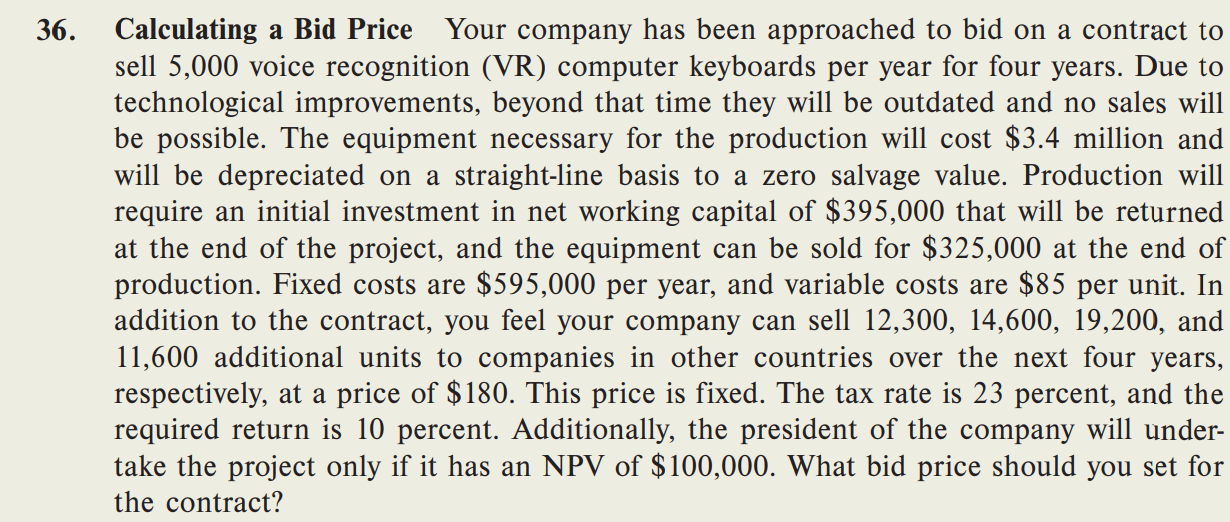 36. Calculating a Bid Price Your company has been approached to bid on a contract to
sell 5,000 voice recognition (VR) computer keyboards per year for four years. Due to
technological improvements, beyond that time they will be outdated and no sales will
be possible. The equipment necessary for the production will cost $3.4 million and
will be depreciated on a straight-line basis to a zero salvage value. Production will
require an initial investment in net working capital of $395,000 that will be returned
at the end of the project, and the equipment can be sold for $325,000 at the end of
production. Fixed costs are $595,000 per year, and variable costs are $85 per unit. In
addition to the contract, you feel your company can sell 12,300, 14,600, 19,200, and
11,600 additional units to companies in other countries over the next four years,
respectively, at a price of $180. This price is fixed. The tax rate is 23 percent, and the
required return is 10 percent. Additionally, the president of the company will under-
take the project only if it has an NPV of $100,000. What bid price should you set for
the contract?